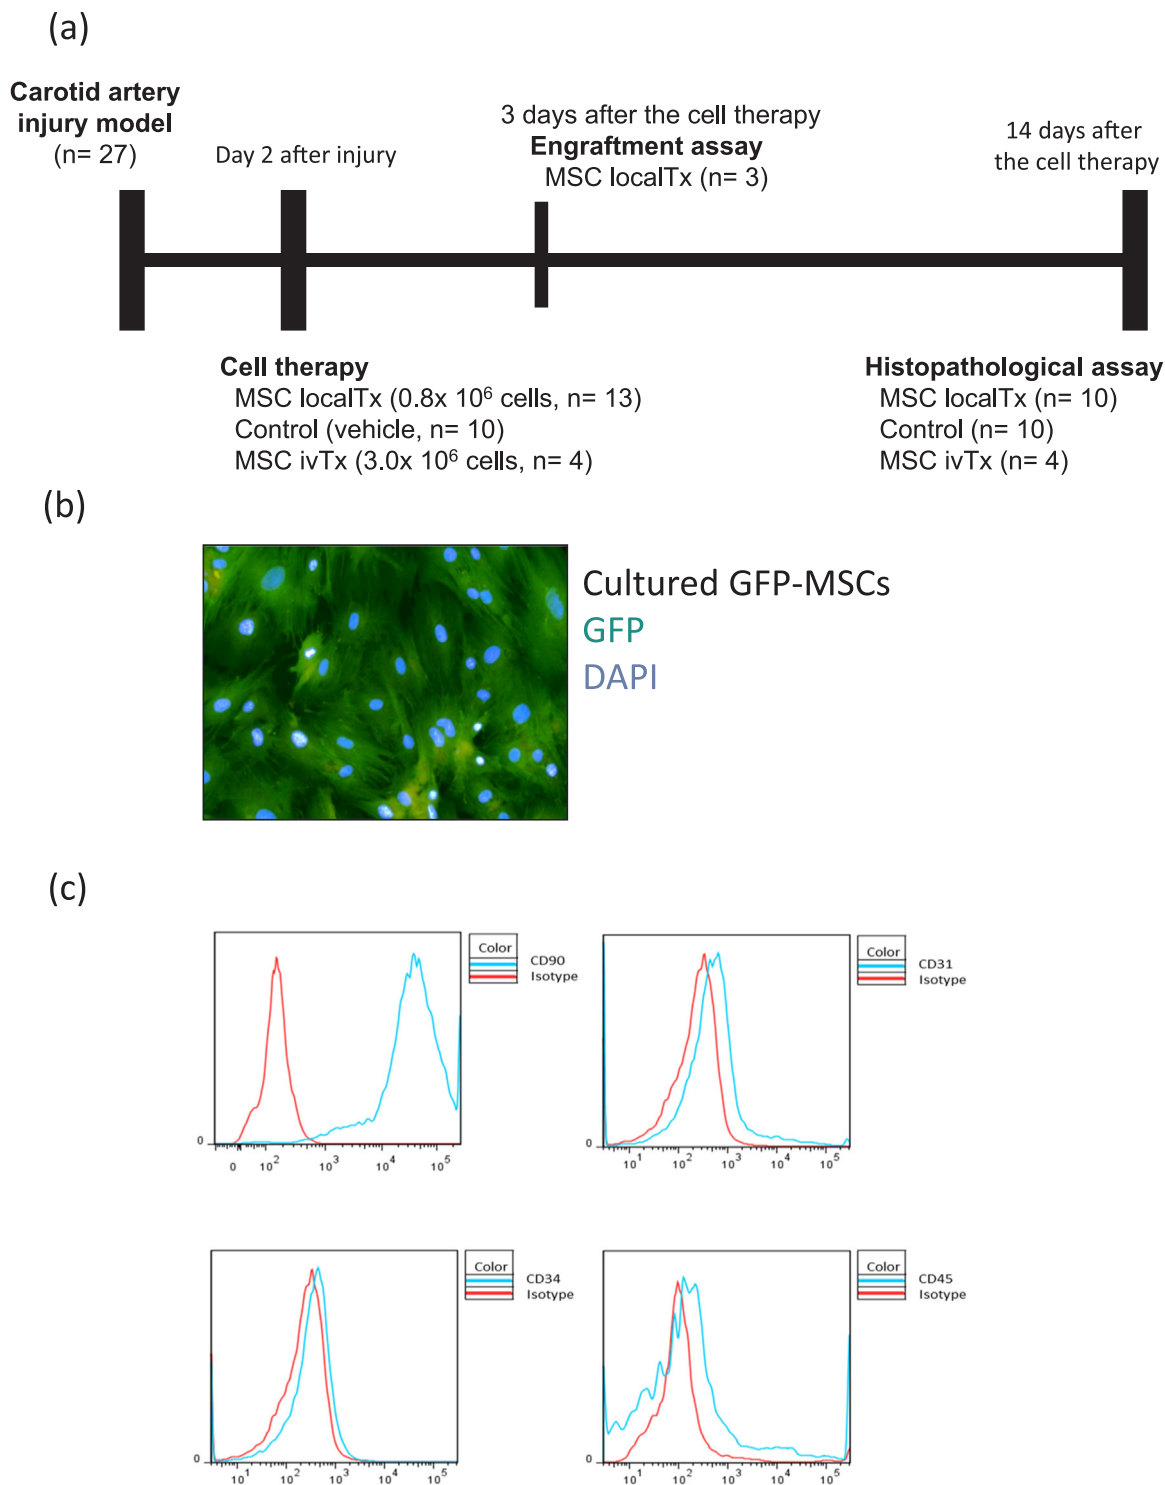 (a)
Carotid artery
injury model
(n= 27)
Day 2 after injury
3 days after the cell therapy
Engraftment assay
MSC localTx (n= 3)
14 days after
the cell therapy
Cell therapy
MSC localTx (0.8x 10⁶ cells, n= 13)
Control (vehicle, n= 10)
MSC ivTx (3.0x 10⁶ cells, n= 4)
Histopathological assay
MSC localTx (n= 10)
Control (n= 10)
MSC ivTx (n= 4)
(b)
Cultured GFP-MSCs
GFP
DAPI
(c)
Color
CD90
Isotype
0
0 10² 10³ 10⁴ 10⁵
Color
CD31
Isotype
0
10¹ 10² 10³ 10⁴ 10⁵
Color
CD34
Isotype
0
10¹ 10² 10³ 10⁴ 10⁵
Color
CD45
Isotype
0
10¹ 10² 10³ 10⁴ 10⁵